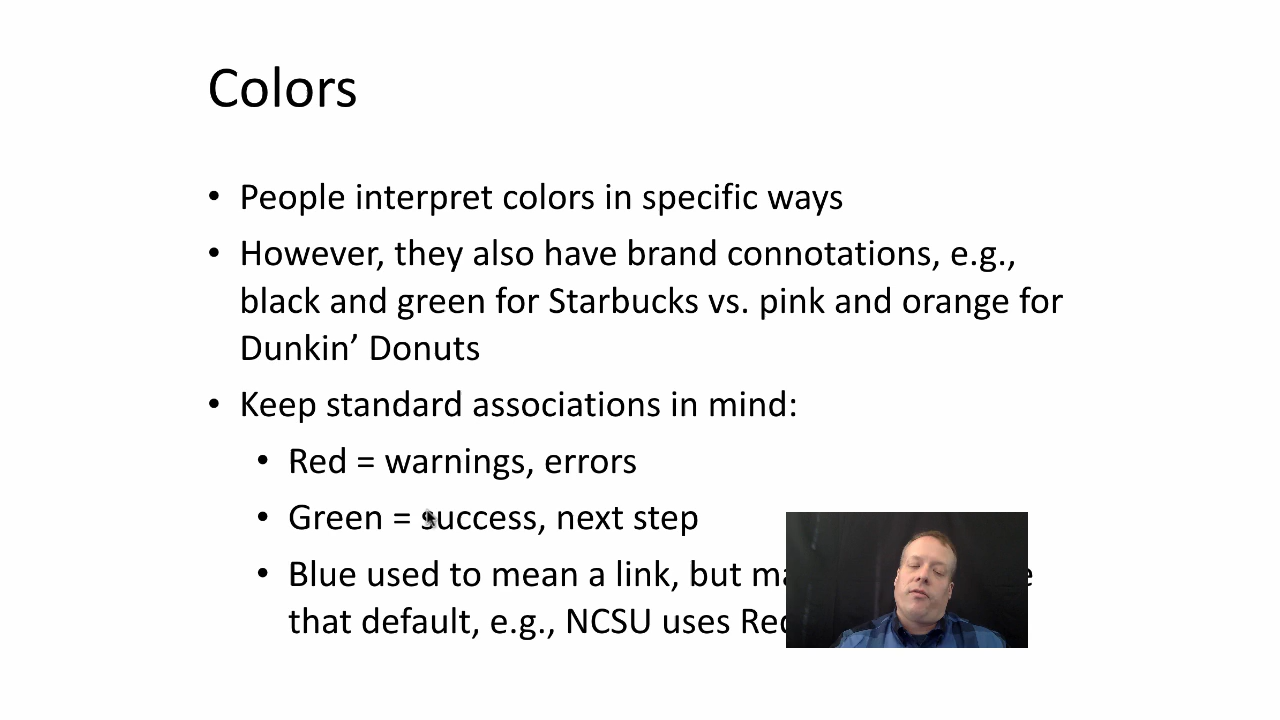 Colors
• People interpret colors in specific ways
• However, they also have brand connotations, e.g.,
black and green for Starbucks vs. pink and orange for
Dunkin’ Donuts
• Keep standard associations in mind:
• Red = warnings, errors
• Green = success, next step
• Blue used to mean a link, but
that default, e.g., NCSU uses